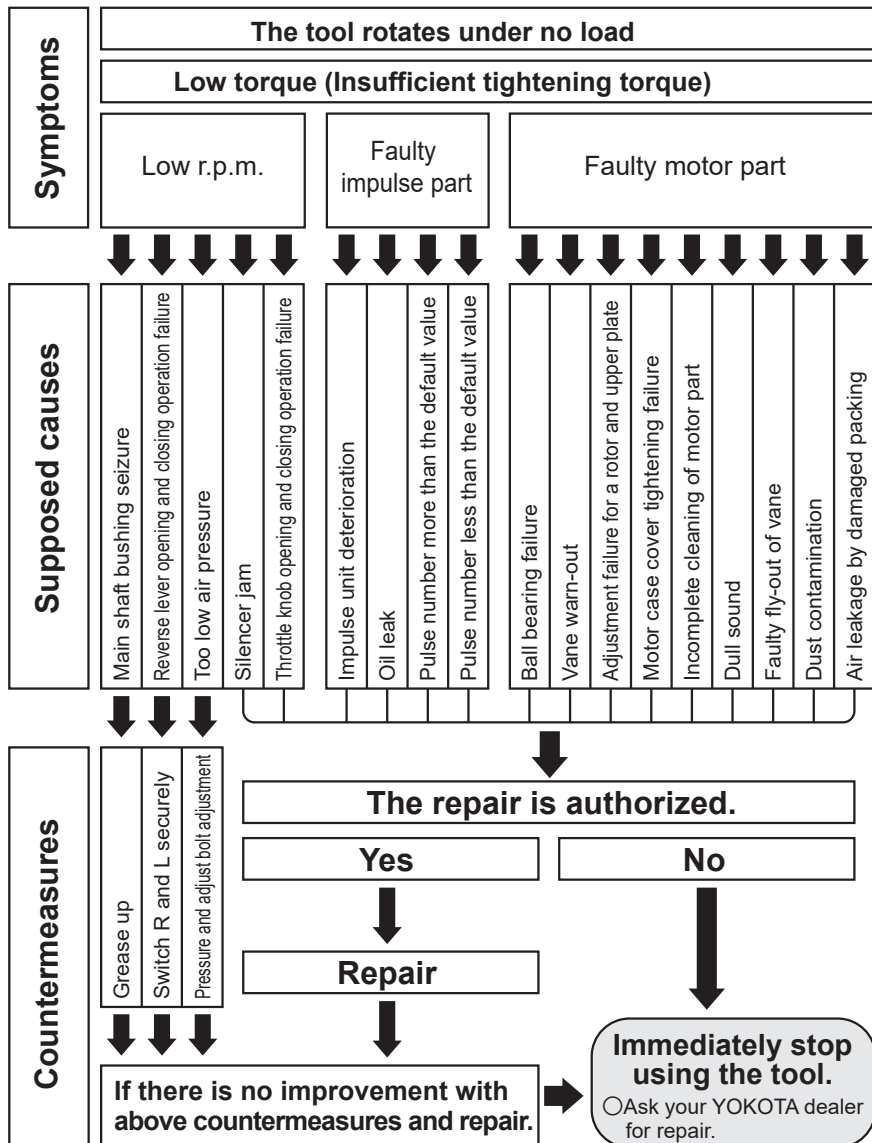 Symptoms
The tool rotates under no load
Low torque (Insufficient tightening torque)
Low r.p.m.
Faulty
impulse part
Faulty motor part
Supposed causes
Main shaft bushing seizure
Reverse lever opening and closing operation failure
Too low air pressure
Silencer jam
Throttle knob opening and closing operation failure
Impulse unit deterioration
Oil leak
Pulse number more than the default value
Pulse number less than the default value
Ball bearing failure
Vane warn-out
Adjustment failure for a rotor and upper plate
Motor case cover tightening failure
Incomplete cleaning of motor part
Dull sound
Faulty fly-out of vane
Dust contamination
Air leakage by damaged packing
Countermeasures
Grease up
Switch R and L securely
Pressure and adjust bolt adjustment
The repair is authorized.
Yes
No
Repair
If there is no improvement with
above countermeasures and repair.
Immediately stop
using the tool.
○Ask your YOKOTA dealer
for repair.